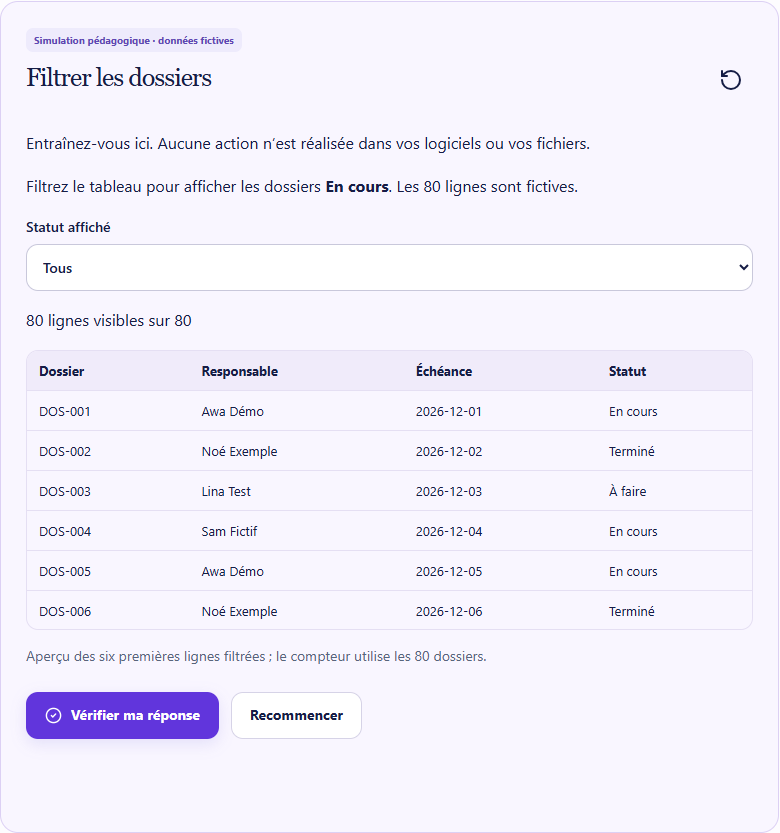 Simulation pédagogique · données fictives
Filtrer les dossiers
Entraînez-vous ici. Aucune action n’est réalisée dans vos logiciels ou vos fichiers.
Filtrez le tableau pour afficher les dossiers En cours. Les 80 lignes sont fictives.
Statut affiché
Tous
80 lignes visibles sur 80
Dossier Responsable Échéance Statut
DOS-001 Awa Démo 2026-12-01 En cours
DOS-002 Noé Exemple 2026-12-02 Terminé
DOS-003 Lina Test 2026-12-03 À faire
DOS-004 Sam Fictif 2026-12-04 En cours
DOS-005 Awa Démo 2026-12-05 En cours
DOS-006 Noé Exemple 2026-12-06 Terminé
Aperçu des six premières lignes filtrées ; le compteur utilise les 80 dossiers.
Vérifier ma réponse Recommencer